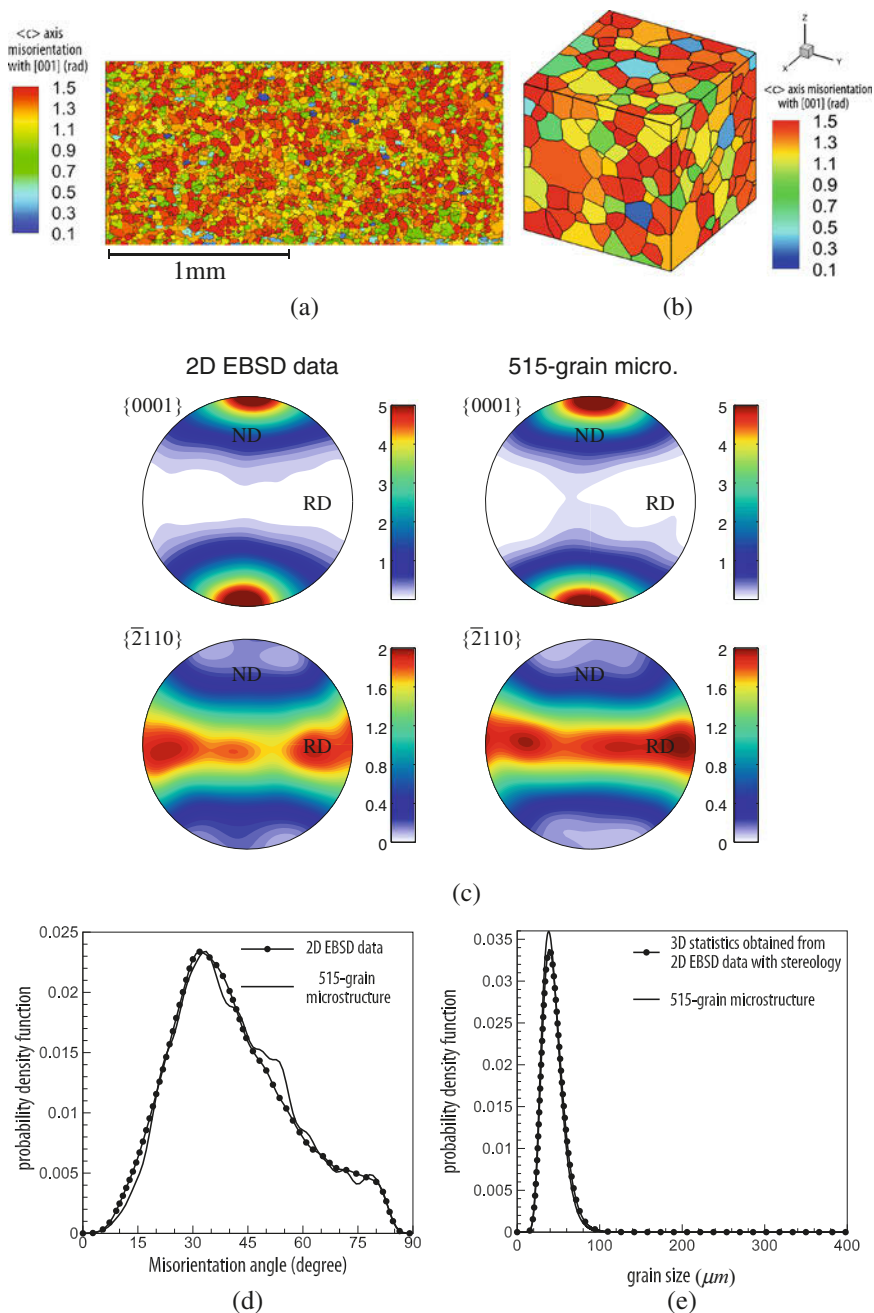 <c> axis
misorientation
with [001] (rad)
1.5
1.3
1.1
0.9
0.7
0.5
0.3
0.1
1mm
(a)
Z
X
Y
<c> axis misorientation
with [001] (rad)
1.5
1.3
1.1
0.9
0.7
0.5
0.3
0.1
(b)
2D EBSD data
515-grain micro.
{0001}
ND
RD
5
4
3
2
1
{0001}
ND
RD
5
4
3
2
1
{2̅110}
ND
RD
2
1.6
1.2
0.8
0.4
0
{2̅110}
ND
RD
2
1.6
1.2
0.8
0.4
0
(c)
probability density function
0.025
0.02
0.015
0.01
0.005
0
2D EBSD data
515-grain
microstructure
0 15 30 45 60 75 90
Misorientation angle (degree)
(d)
probability density function
0.035
0.03
0.025
0.02
0.015
0.01
0.005
0
3D statistics obtained from
2D EBSD data with stereology
515-grain microstructure
0 100 200 300 400
grain size (μm)
(e)